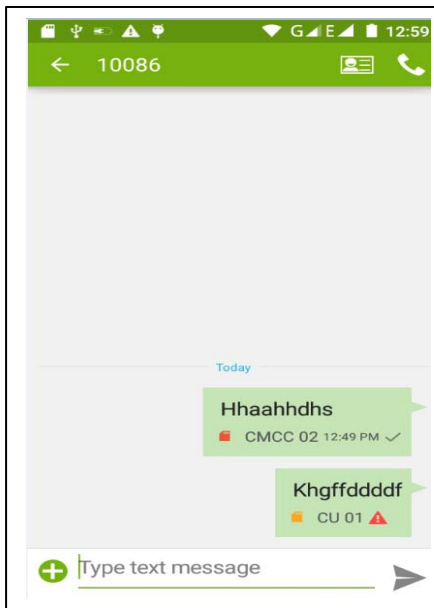 G E 12:59
10086
Today
Hhaahhdhs
CMCC 02 12:49 PM
Khgffddddf
CU 01
Type text message